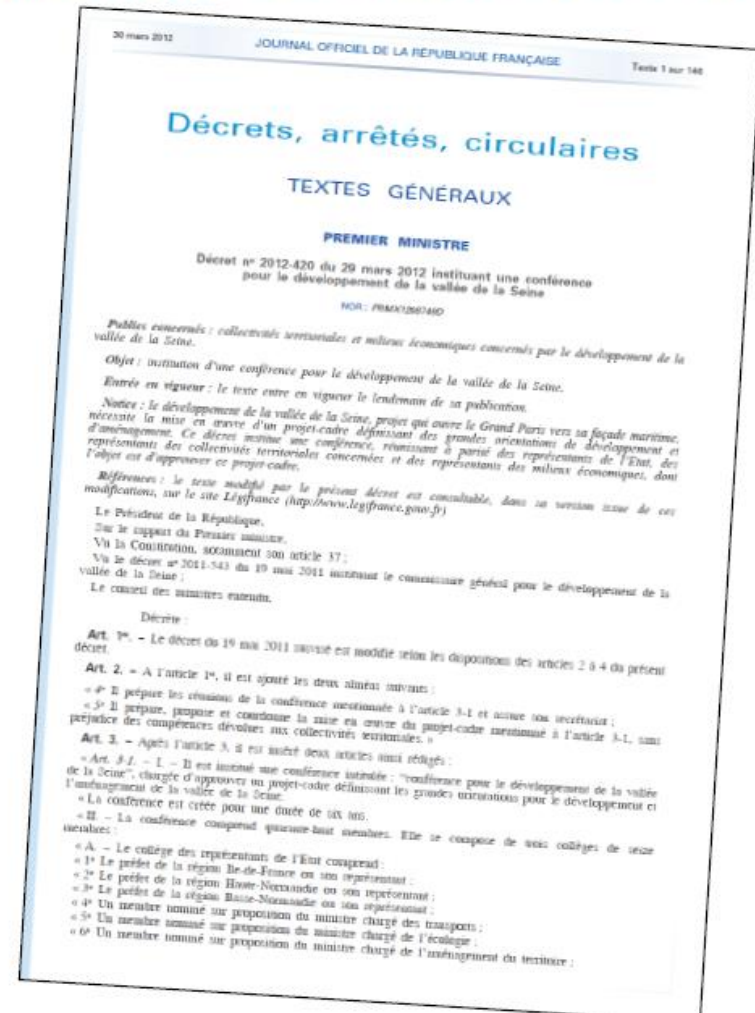 30 mars 2012
JOURNAL OFFICIEL DE LA RÉPUBLIQUE FRANÇAISE
Texte 1 sur 146
Décrets, arrêtés, circulaires
TEXTES GÉNÉRAUX
PREMIER MINISTRE
Décret nº 2012-420 du 29 mars 2012 instituant une conférence
pour le développement de la vallée de la Seine
NOR :
Publics concernés : collectivités territoriales et milieux économiques concernés par le développement de la
vallée de la Seine.
Objet : institution d'une conférence pour le développement de la vallée de la Seine.
Entrée en vigueur : le texte entre en vigueur le lendemain de sa publication.
Notice : le développement de la vallée de la Seine, projet qui ouvre le Grand Paris vers sa façade maritime,
nécessite la mise en œuvre d'un projet-cadre définissant des grandes orientations de développement et
d'aménagement. Ce décret institue une conférence, réunissant à parité des représentants de l'Etat, des
représentants des collectivités territoriales concernées et des représentants des milieux économiques, dont
l'objet est d'approuver ce projet-cadre.
Références : le texte modifié par le présent décret est consultable, dans sa version issue de ces
modifications, sur le site Légifrance (http://www.legifrance.gouv.fr)
Le Président de la République,
Sur le rapport du Premier ministre,
Vu la Constitution, notamment son article 37 ;
Vu le décret nº 2011-543 du 19 mai 2011 instituant le commissaire général pour le développement de la
vallée de la Seine ;
Le conseil des ministres entendu,
Décrète :
Art. 1er. – Le décret du 19 mai 2011 susvisé est modifié selon les dispositions des articles 2 à 4 du présent
décret.
Art. 2. – A l'article 1er, il est ajouté les deux alinéas suivants :
« 4º Il prépare les réunions de la conférence mentionnée à l'article 3-1 et assure son secrétariat ;
« 5º Il prépare, propose et coordonne la mise en œuvre du projet-cadre mentionné à l'article 3-1, sans
préjudice des compétences dévolues aux collectivités territoriales. »
Art. 3. – Après l'article 3, il est inséré deux articles ainsi rédigés :
« Art. 3-1. – I. – Il est institué une conférence intitulée : "conférence pour le développement de la vallée
de la Seine", chargée d'approuver un projet-cadre définissant les grandes orientations pour le développement et
l'aménagement de la vallée de la Seine.
« La conférence est créée pour une durée de six ans.
« II. – La conférence comprend quarante-huit membres. Elle se compose de trois collèges de seize
membres :
« A. – Le collège des représentants de l'Etat comprend :
« 1º Le préfet de la région Ile-de-France ou son représentant ;
« 2º Le préfet de la région Haute-Normandie ou son représentant ;
« 3º Le préfet de la région Basse-Normandie ou son représentant ;
« 4º Un membre nommé sur proposition du ministre chargé des transports ;
« 5º Un membre nommé sur proposition du ministre chargé de l'écologie ;
« 6º Un membre nommé sur proposition du ministre chargé de l'aménagement du territoire ;